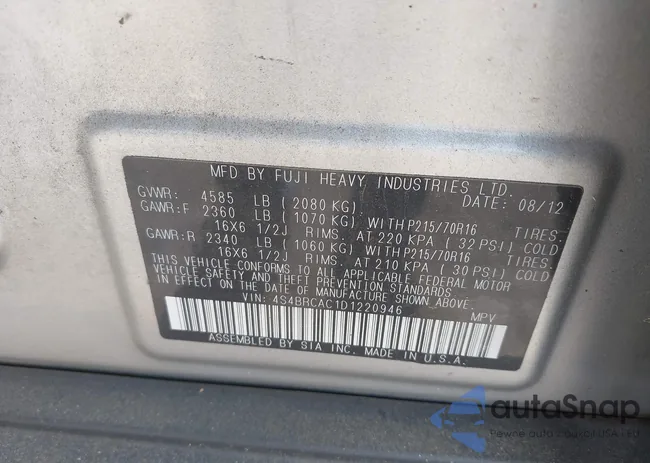 MFD BY FUJI HEAVY INDUSTRIES LTD.
GVWR: 4585 LB (2080 KG) DATE: 08/12
GAWR:F 2360 LB (1070 KG) WITH P215/70R16 TIRES:
16X6 1/2J RIMS. AT 220 KPA (32 PSI) COLD
GAWR:R 2340 LB (1060 KG) WITH P215/70R16 TIRES:
16X6 1/2J RIMS. AT 210 KPA (30 PSI) COLD
THIS VEHICLE CONFORMS TO ALL APPLICABLE FEDERAL MOTOR
VEHICLE SAFETY AND THEFT PREVENTION STANDARDS
IN EFFECT ON THE DATE OF MANUFACTURE SHOWN ABOVE.
VIN: 4S4BRCAC1D1220946 MPV
ASSEMBLED BY SIA INC. MADE IN U.S.A.
autaSnap